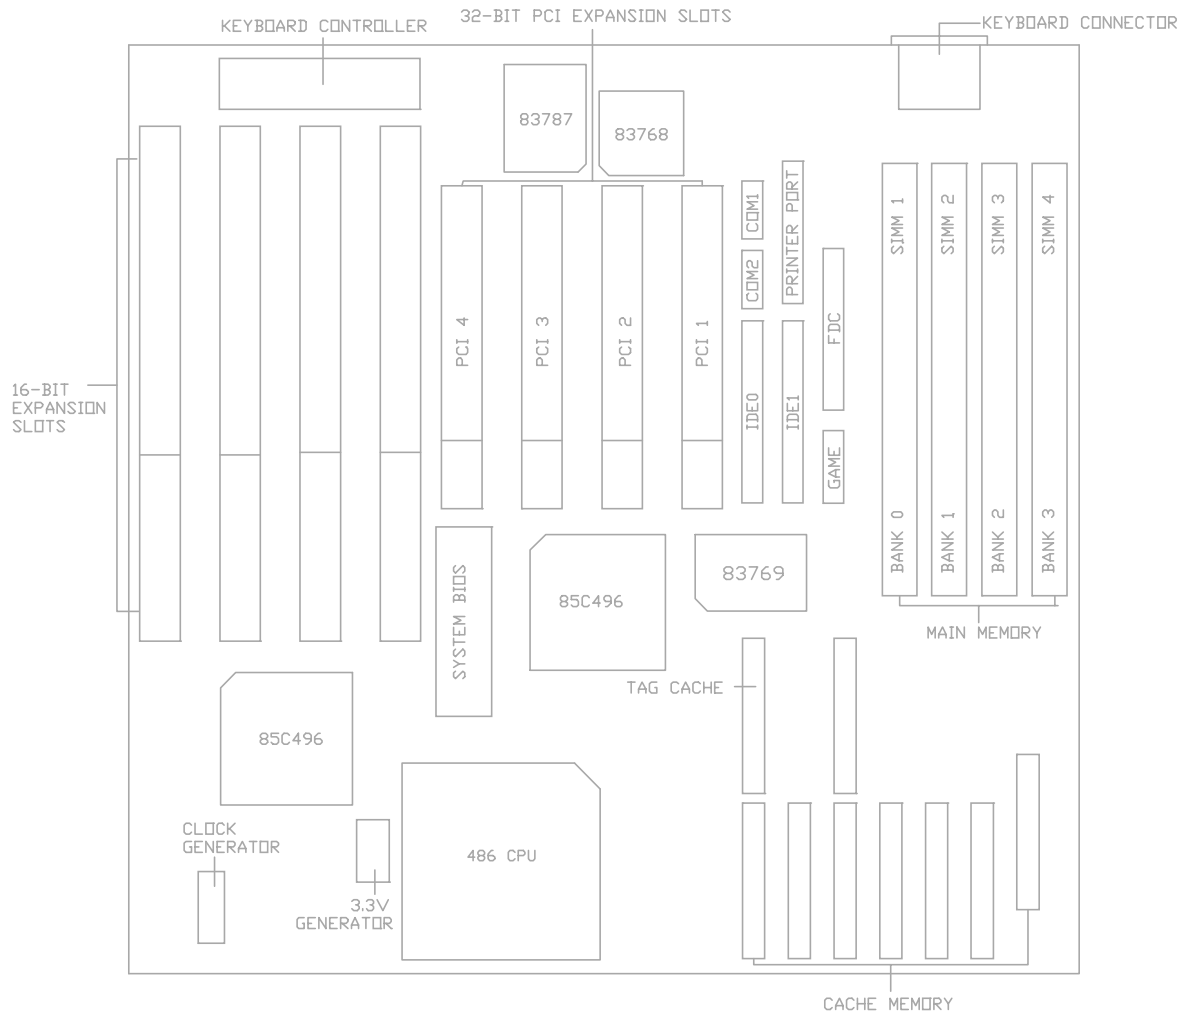 32-BIT PCI EXPANSION SLOTS
KEYBOARD CONTROLLER
KEYBOARD CONNECTOR
83787
83768
COM1
COM2
PRINTER PORT
SIMM 1
SIMM 2
SIMM 3
SIMM 4
PCI 4
PCI 3
PCI 2
PCI 1
FDC
16-BIT
EXPANSION
SLOTS
IDE0
IDE1
GAME
BANK 0
BANK 1
BANK 2
BANK 3
SYSTEM BIOS
85C496
83769
MAIN MEMORY
TAG CACHE
85C496
CLOCK
GENERATOR
486 CPU
3.3V
GENERATOR
CACHE MEMORY